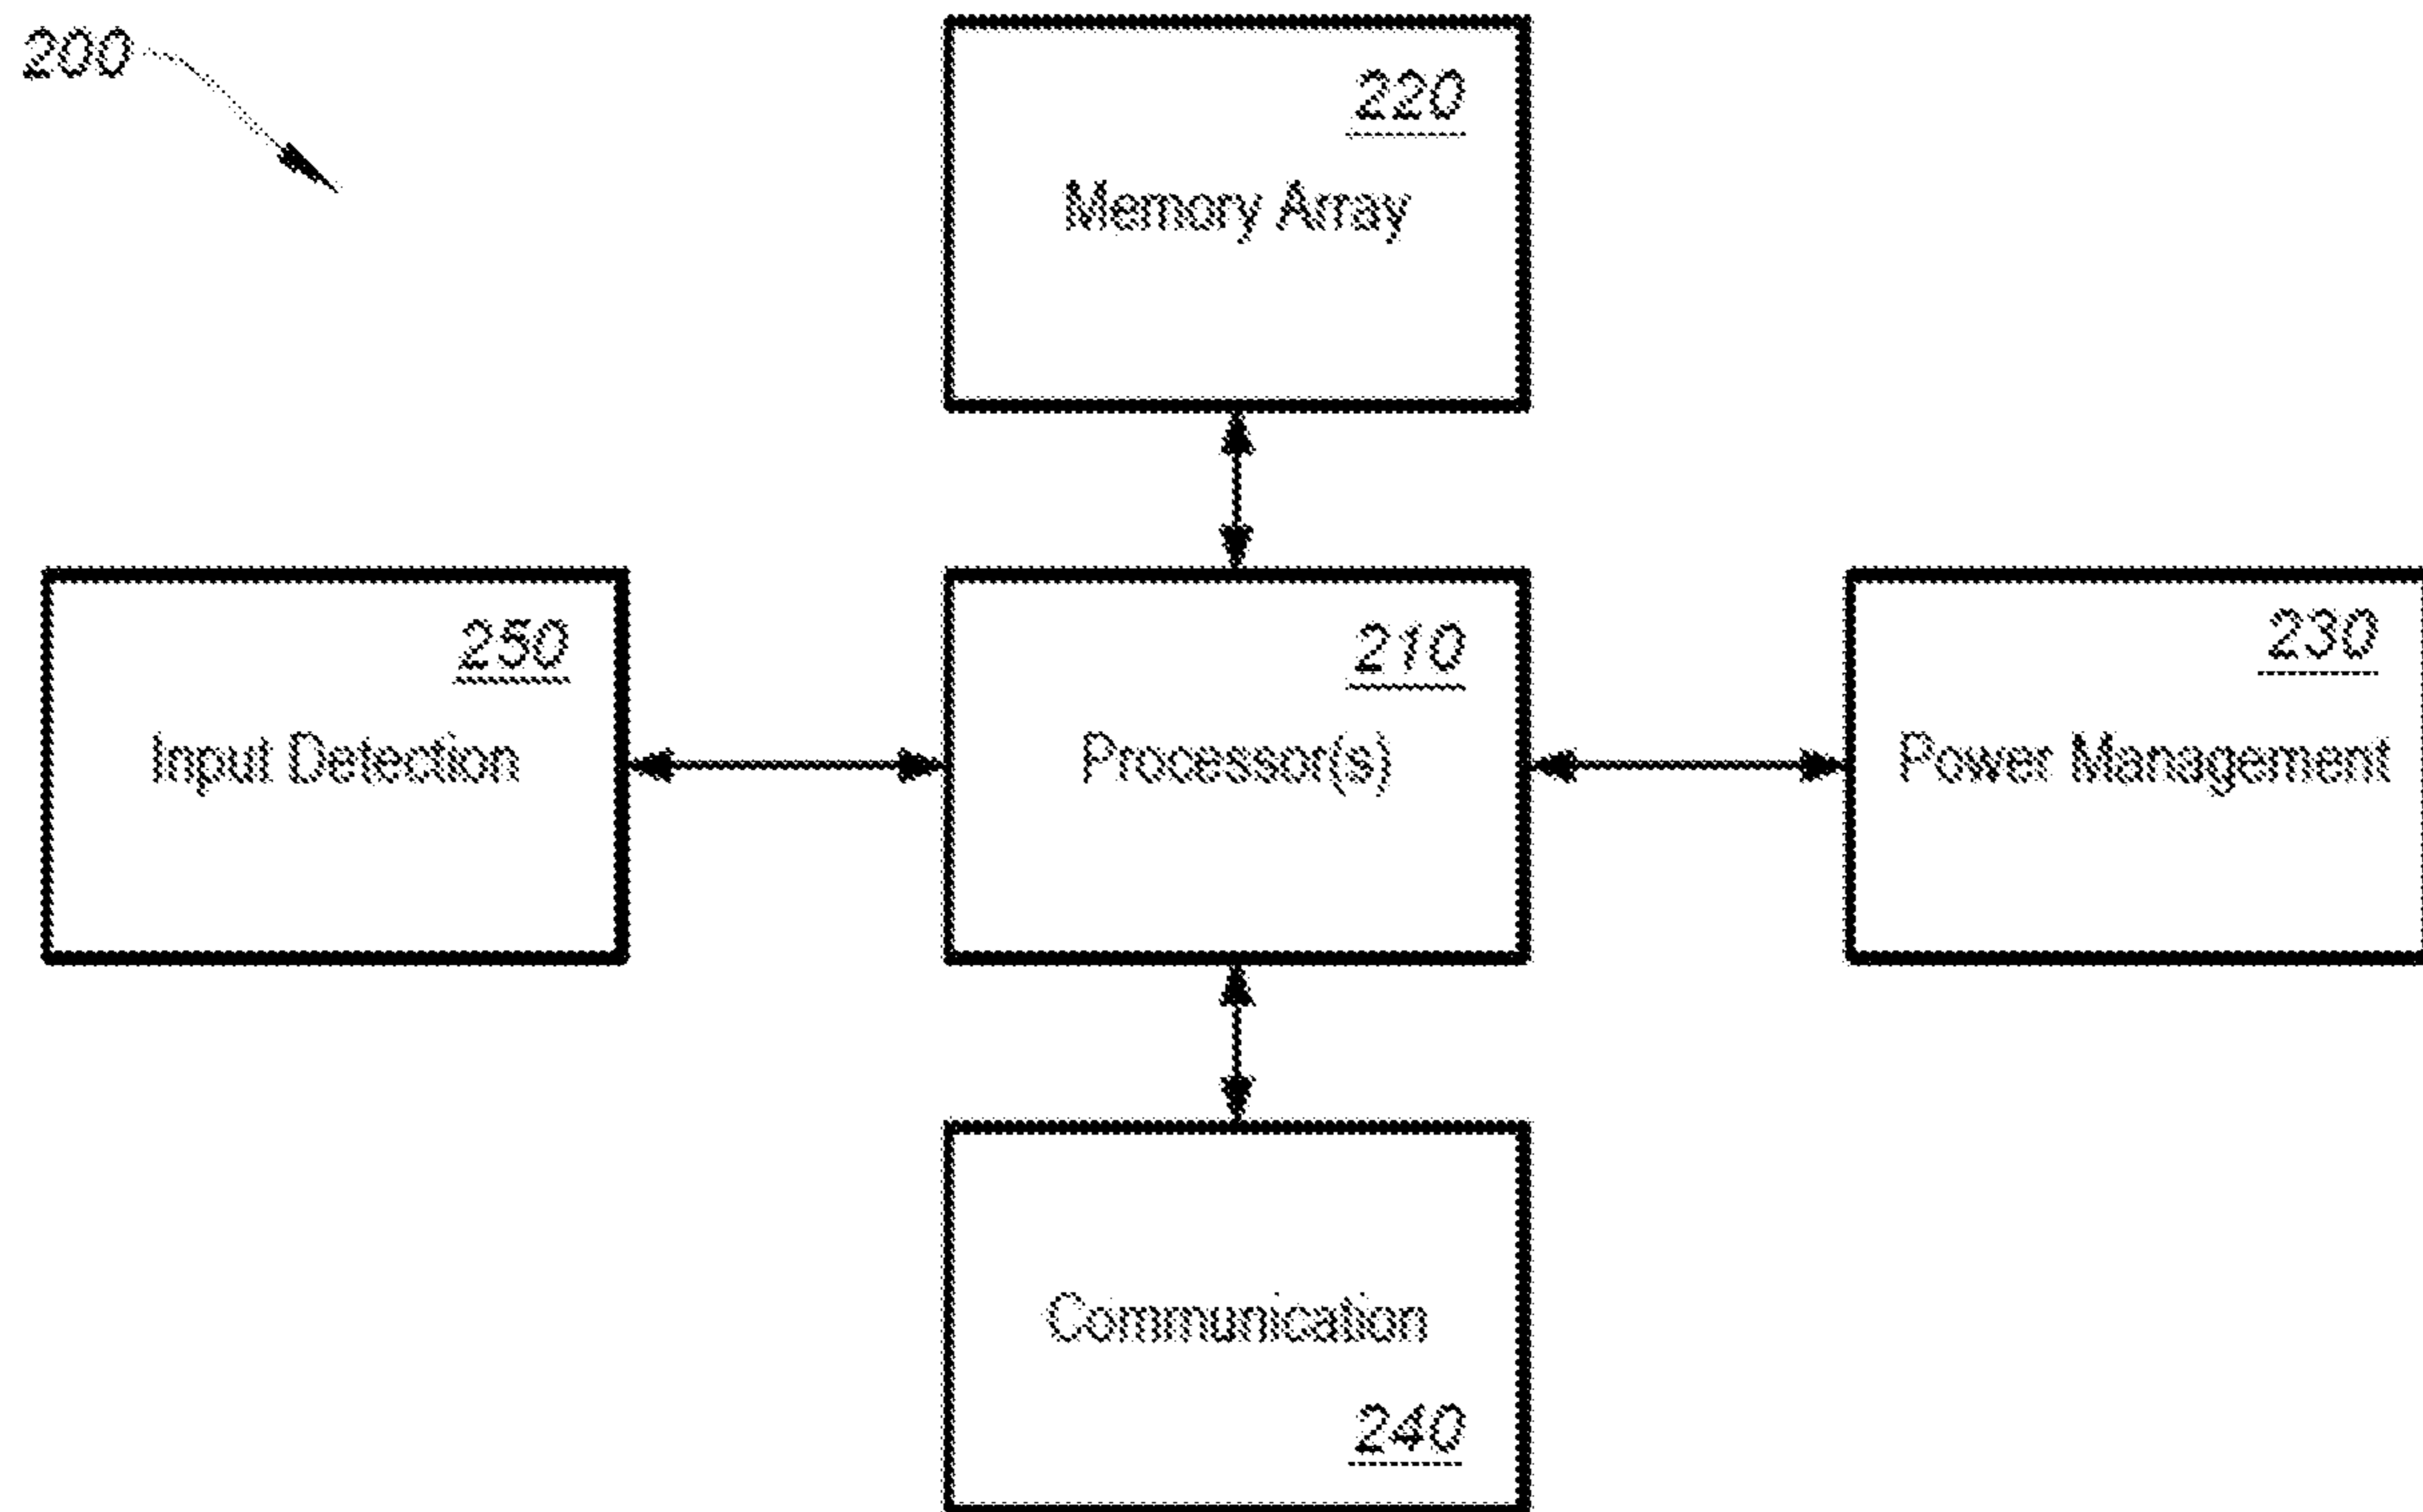 200
220
Memory Array
250
Input Detection
210
Processor(s)
230
Power Management
Communication
240